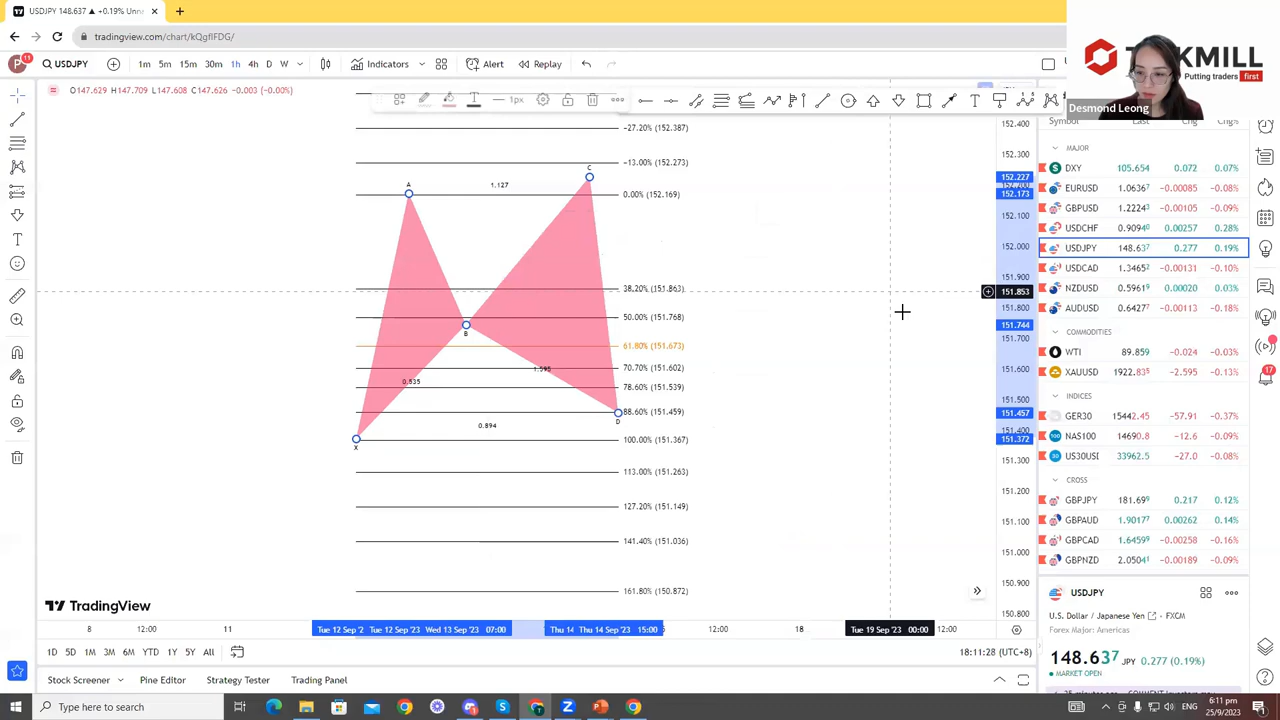 USDJPY 148.637 ▲ +0.19% Unna
tradingview.com/chart/kQgflFDG/
P 11 USDJPY 1m 5m 15m 30m 1h 4h D W Indicators Alert Replay
O147.629 H147.709 L147.608 C147.626 −0.003 (−0.00%)
1px
TICKMILL
Putting traders first
Desmond Leong
Symbol Last Chg Chg%
MAJOR
DXY 105.654 0.072 0.07%
EURUSD 1.0636⁷ −0.00085 −0.08%
GBPUSD 1.2224³ −0.00105 −0.09%
USDCHF 0.9094⁰ 0.00257 0.28%
USDJPY 148.63⁷ 0.277 0.19%
USDCAD 1.3465² −0.00131 −0.10%
NZDUSD 0.5961⁹ 0.00020 0.03%
AUDUSD 0.6427⁷ −0.00113 −0.18%
COMMODITIES
WTI 89.859 −0.024 −0.03%
XAUUSD 1922.83⁵ −2.595 −0.13%
INDICES
GER30 15442.45 −57.91 −0.37%
NAS100 14690.8 −12.6 −0.09%
US30USD 33962.5 −27.0 −0.08%
CROSS
GBPJPY 181.69⁹ 0.217 0.12%
GBPAUD 1.9017⁷ 0.00262 0.14%
GBPCAD 1.6459⁹ −0.00258 −0.16%
GBPNZD 2.0504¹ −0.00189 −0.09%
17
USDJPY
U.S. Dollar / Japanese Yen • FXCM
Forex Major: Americas
148.637 JPY 0.277 (0.19%)
MARKET OPEN
−27.20% (152.387)
−13.00% (152.273)
0.00% (152.169)
38.20% (151.863)
50.00% (151.768)
61.80% (151.673)
70.70% (151.602)
78.60% (151.539)
88.60% (151.459)
100.00% (151.367)
113.00% (151.263)
127.20% (151.149)
141.40% (151.036)
161.80% (150.872)
A
C
1.127
B
0.535
0.894
D
X
152.400
152.300
152.227
152.173
152.100
152.000
151.900
151.853
151.800
151.744
151.700
151.600
151.500
151.457
151.400
151.372
151.300
151.200
151.100
151.000
150.900
150.800
TradingView
8 12:00 11 Tue 12 Sep '23 Tue 12 Sep '23 Wed 13 Sep '23 07:00 Thu 14 Thu 14 Sep '23 15:00 12:00 18 Tue 19 Sep '23 00:00 12:00
1D 5D 1M 3M 6M YTD 1Y 5Y All
18:11:28 (UTC+8)
Stock Screener Pine Editor Strategy Tester Trading Panel
Type here to search
6:11 pm
25/9/2023